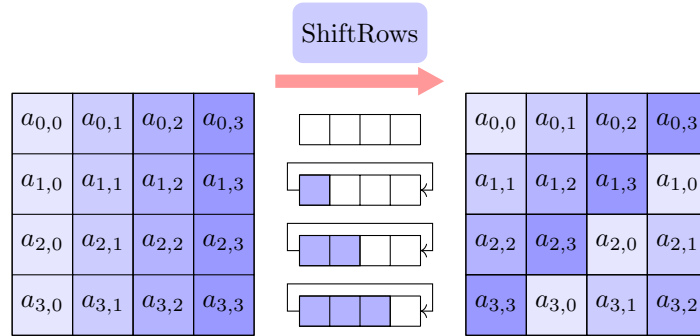 ShiftRows
a0,0 a0,1 a0,2 a0,3
a1,0 a1,1 a1,2 a1,3
a2,0 a2,1 a2,2 a2,3
a3,0 a3,1 a3,2 a3,3
a0,0 a0,1 a0,2 a0,3
a1,1 a1,2 a1,3 a1,0
a2,2 a2,3 a2,0 a2,1
a3,3 a3,0 a3,1 a3,2